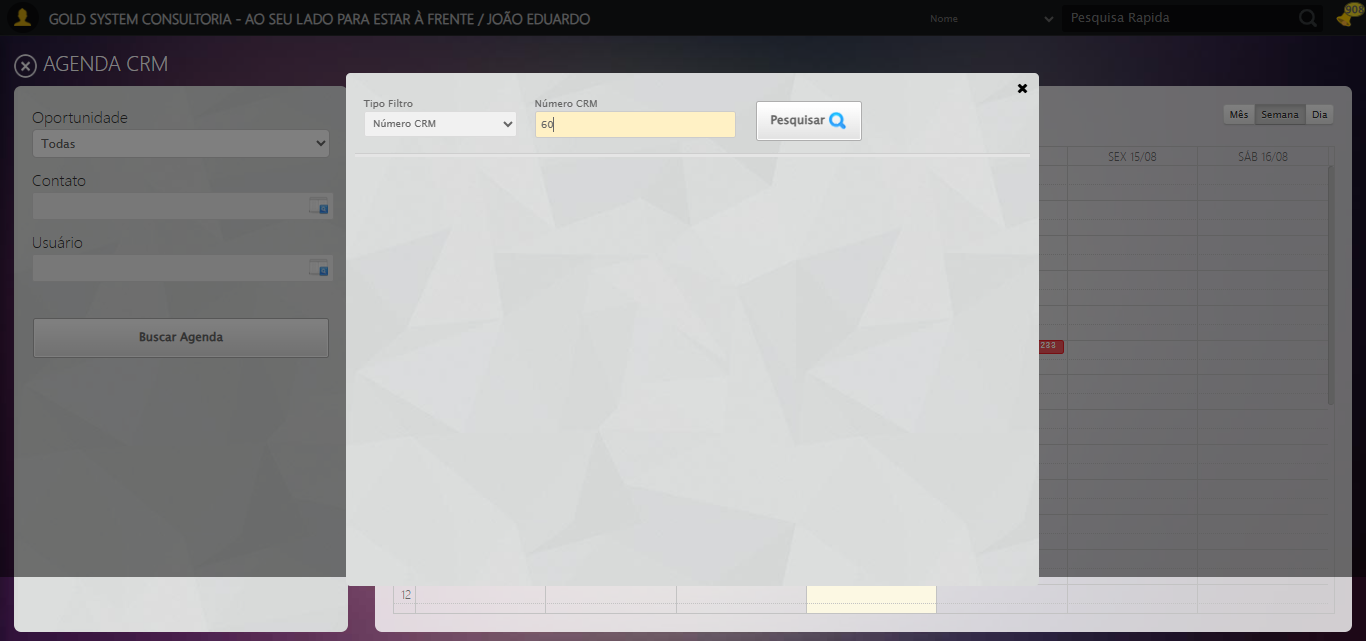 GOLD SYSTEM CONSULTORIA - AO SEU LADO PARA ESTAR À FRENTE / JOÃO EDUARDO
Nome
Pesquisa Rapida
908
AGENDA CRM
Oportunidade
Todas
Contato
Usuário
Buscar Agenda
Tipo Filtro
Número CRM
Número CRM
60
Pesquisar
Mês
Semana
Dia
SEX 15/08
SÁB 16/08
233
12